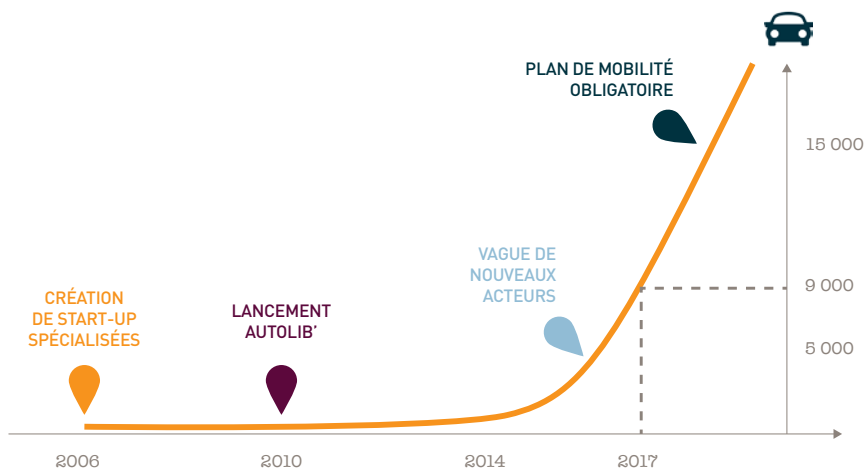 PLAN DE MOBILITÉ
OBLIGATOIRE
15 000
VAGUE DE
NOUVEAUX
ACTEURS
9 000
CRÉATION
DE START-UP
SPÉCIALISÉES
LANCEMENT
AUTOLIB'
5 000
2006
2010
2014
2017